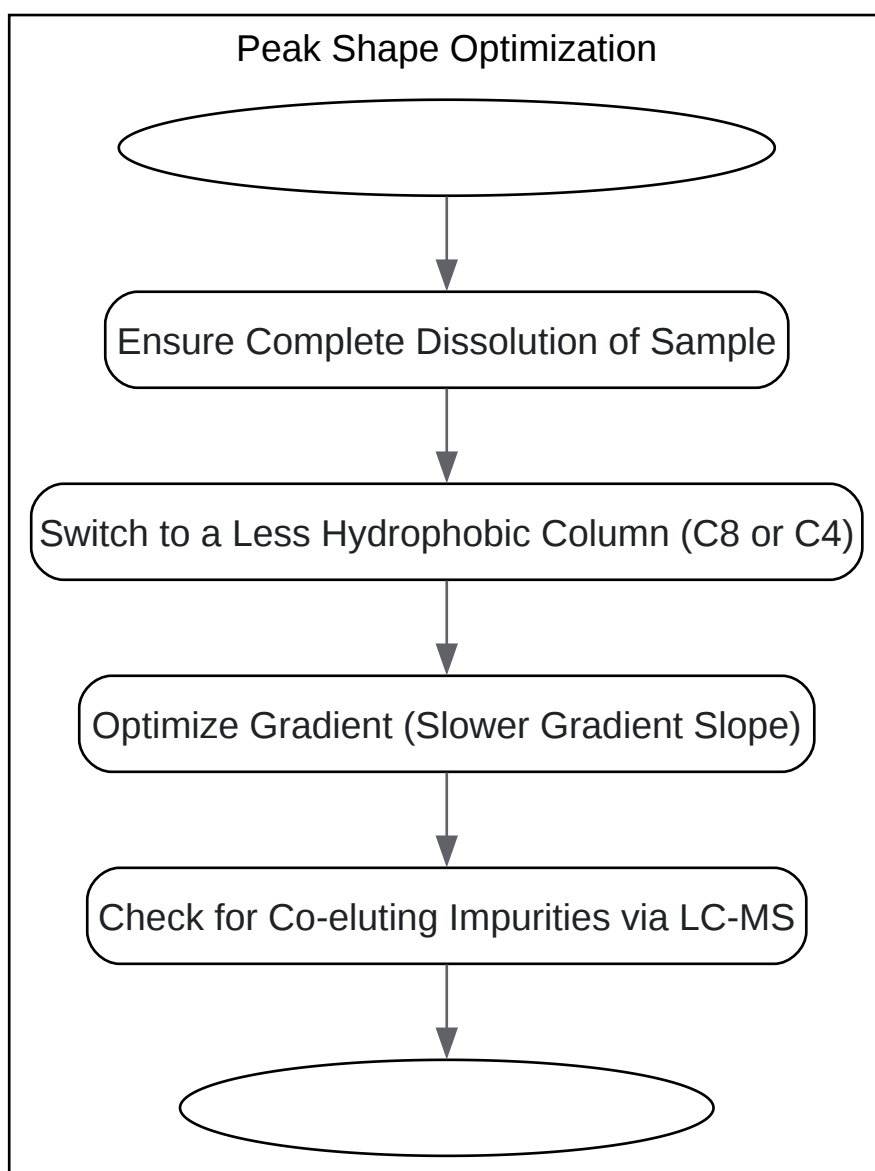 Peak Shape Optimization
Ensure Complete Dissolution of Sample
Switch to a Less Hydrophobic Column (C8 or C4)
Optimize Gradient (Slower Gradient Slope)
Check for Co-eluting Impurities via LC-MS